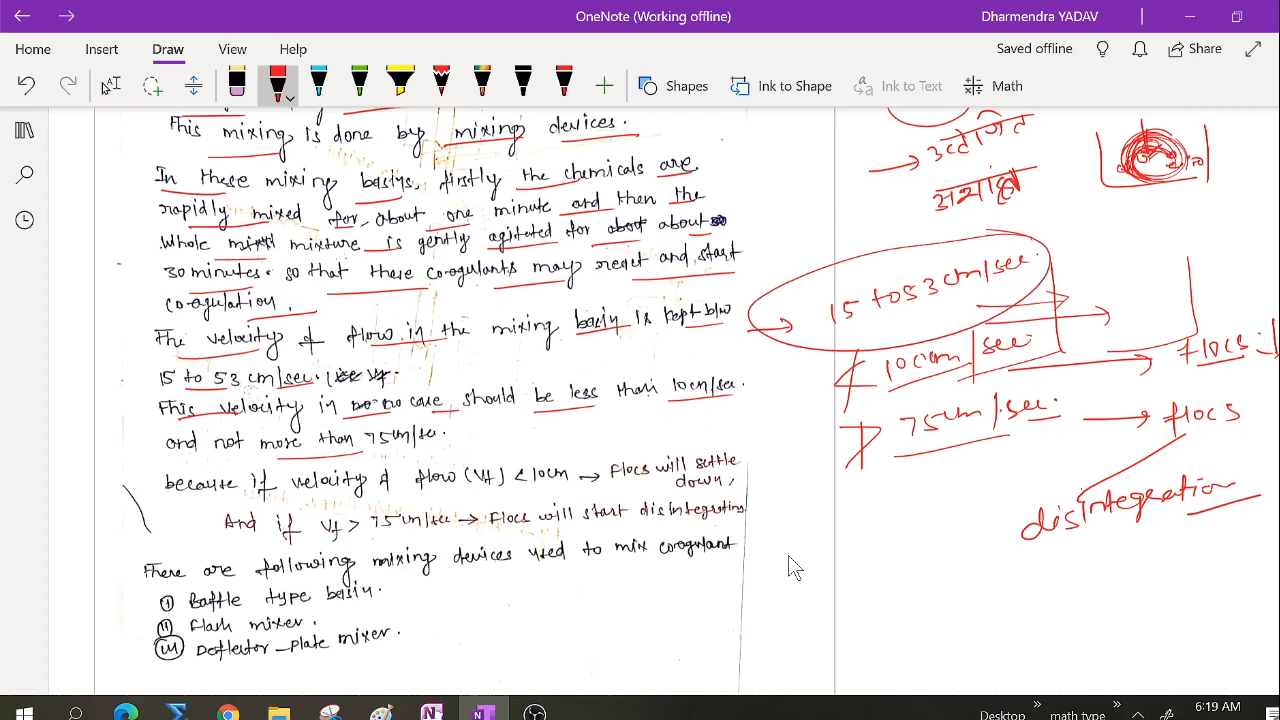 OneNote (Working offline)
Dharmendra YADAV
Home Insert Draw View Help
Saved offline
Share
Shapes
Ink to Shape
Ink to Text
Math
This mixing is done by mixing devices.
In these mixing basins, firstly the chemicals are
rapidly mixed for about one minute and then the
whole mixture is gently agitated for about
30 minutes. so that these coagulants may react and start
coagulation.
The velocity of flow in the mixing basin is kept b/w
15 to 53 cm/sec.
This velocity in no case should be less than 10cm/sec.
and not more than 75cm/sec.
because if velocity of flow (Vf) < 10cm → Flocs will settle
down,
And if Vf > 75cm/sec → Flocs will start disintegrating
There are following mixing devices used to mix coagulant
(I) Baffle type basin.
(II) Flash mixer.
(III) Deflector-plate mixer.
→
15 to 53 cm/sec.
10cm/sec → flocs ↓
75cm/.sec. → flocs
disintegration
Desktop
math type
6:19 AM